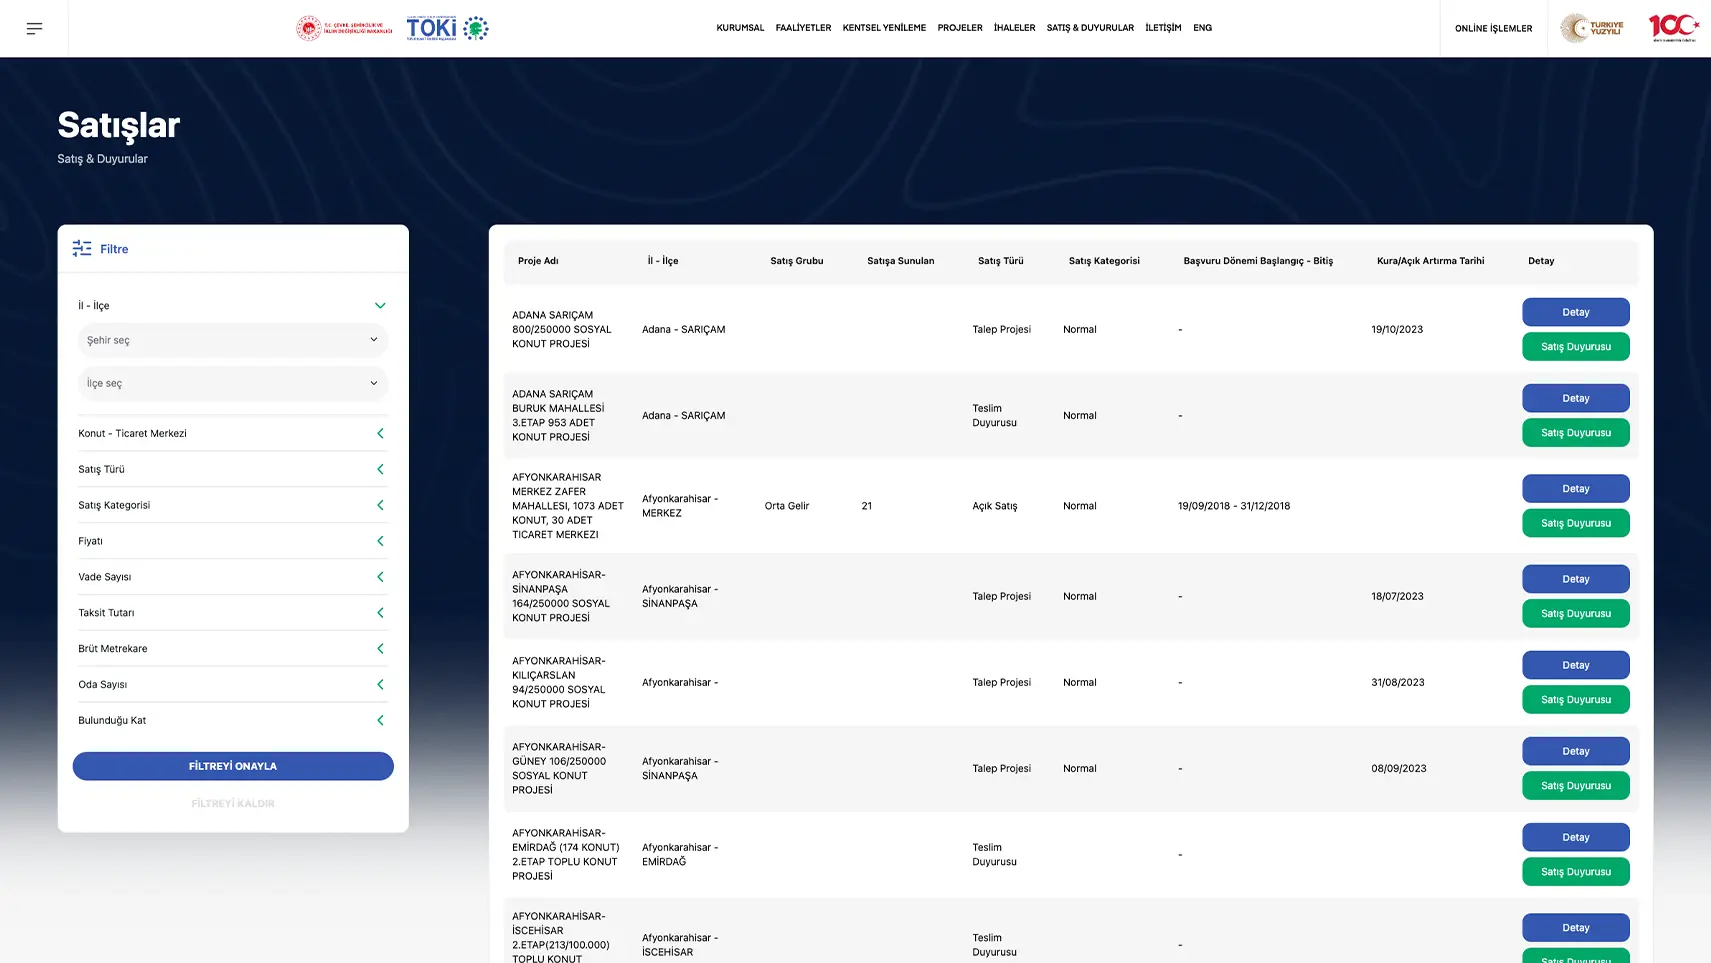 T.C. ÇEVRE, ŞEHİRCİLİK VE
İKLİM DEĞİŞİKLİĞİ BAKANLIĞI
TOKİ
KURUMSAL
FAALİYETLER
KENTSEL YENİLEME
PROJELER
İHALELER
SATIŞ & DUYURULAR
İLETİŞİM
ENG
ONLINE İŞLEMLER
TÜRKİYE
YÜZYILI
100
Satışlar
Satış & Duyurular
Filtre
İl - İlçe
Şehir seç
İlçe seç
Konut - Ticaret Merkezi
Satış Türü
Satış Kategorisi
Fiyatı
Vade Sayısı
Taksit Tutarı
Brüt Metrekare
Oda Sayısı
Bulunduğu Kat
FİLTREYİ ONAYLA
FİLTREYİ KALDIR
Proje Adı
İl - İlçe
Satış Grubu
Satışa Sunulan
Satış Türü
Satış Kategorisi
Başvuru Dönemi Başlangıç - Bitiş
Kura/Açık Artırma Tarihi
Detay
ADANA SARIÇAM
800/250000 SOSYAL
KONUT PROJESİ
Adana - SARIÇAM
Talep Projesi
Normal
-
19/10/2023
Detay
Satış Duyurusu
ADANA SARIÇAM
BURUK MAHALLESİ
3.ETAP 953 ADET
KONUT PROJESİ
Adana - SARIÇAM
Teslim
Duyurusu
Normal
-
Detay
Satış Duyurusu
AFYONKARAHISAR
MERKEZ ZAFER
MAHALLESI, 1073 ADET
KONUT, 30 ADET
TICARET MERKEZI
Afyonkarahisar -
MERKEZ
Orta Gelir
21
Açık Satış
Normal
19/09/2018 - 31/12/2018
Detay
Satış Duyurusu
AFYONKARAHİSAR-
SİNANPAŞA
164/250000 SOSYAL
KONUT PROJESİ
Afyonkarahisar -
SİNANPAŞA
Talep Projesi
Normal
-
18/07/2023
Detay
Satış Duyurusu
AFYONKARAHİSAR-
KILIÇARSLAN
94/250000 SOSYAL
KONUT PROJESİ
Afyonkarahisar -
Talep Projesi
Normal
-
31/08/2023
Detay
Satış Duyurusu
AFYONKARAHİSAR-
GÜNEY 106/250000
SOSYAL KONUT
PROJESİ
Afyonkarahisar -
SİNANPAŞA
Talep Projesi
Normal
-
08/09/2023
Detay
Satış Duyurusu
AFYONKARAHİSAR-
EMİRDAĞ (174 KONUT)
2.ETAP TOPLU KONUT
PROJESİ
Afyonkarahisar -
EMİRDAĞ
Teslim
Duyurusu
-
Detay
Satış Duyurusu
AFYONKARAHİSAR-
İSCEHİSAR
2.ETAP(213/100.000)
TOPLU KONUT
Afyonkarahisar -
İSCEHİSAR
Teslim
Duyurusu
-
Detay
Satış Duyurusu